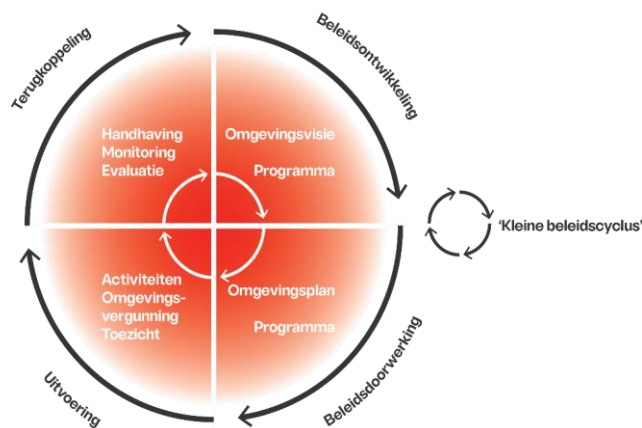 Terugkoppeling
Beleidsontwikkeling
Handhaving
Monitoring
Evaluatie
Omgevingsvisie
Programma
'Kleine beleidscyclus'
Activiteiten
Omgevings-
vergunning
Toezicht
Omgevingsplan
Programma
Uitvoering
Beleidsdoorwerking